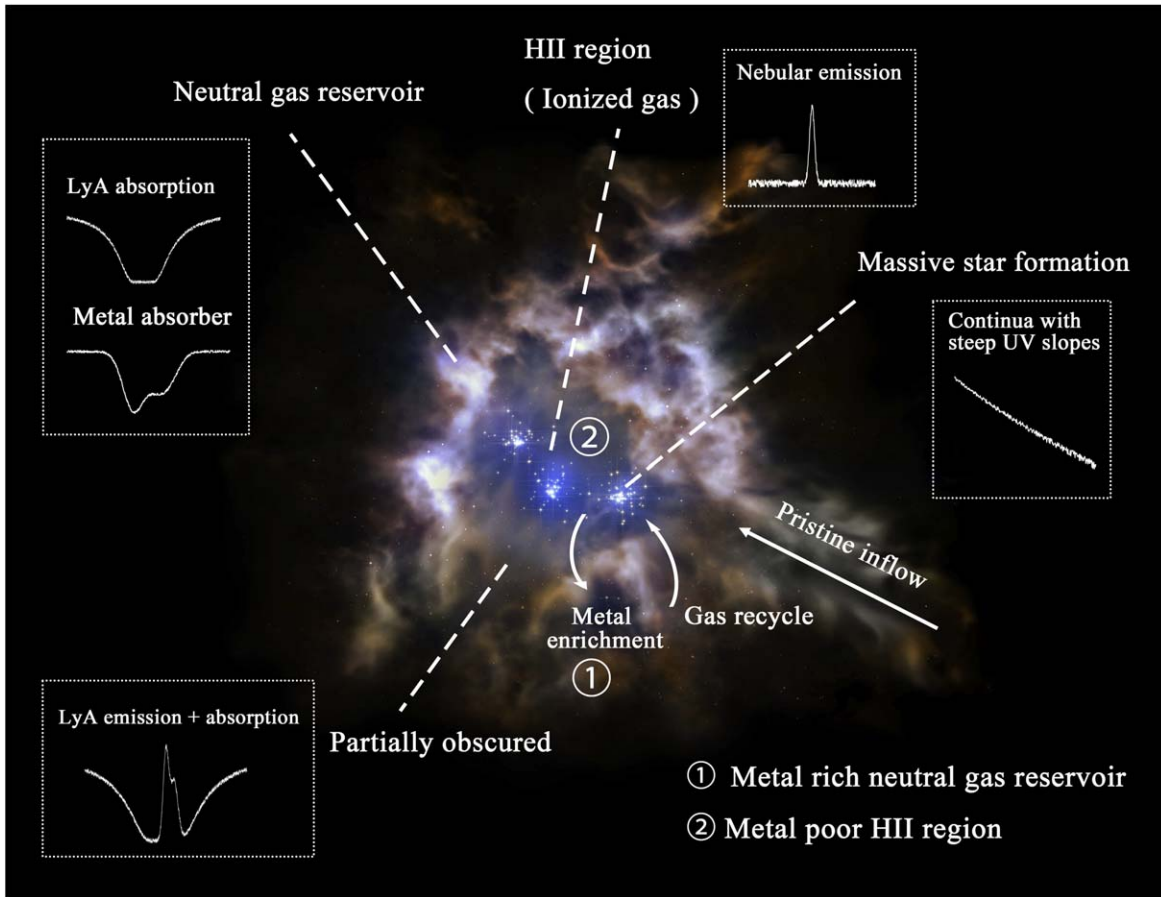 HII region
( Ionized gas )
Neutral gas reservoir
Nebular emission
LyA absorption
Metal absorber
Massive star formation
Continua with
steep UV slopes
②
Pristine inflow
Metal
enrichment
①
Gas recycle
LyA emission + absorption
Partially obscured
① Metal rich neutral gas reservoir
② Metal poor HII region